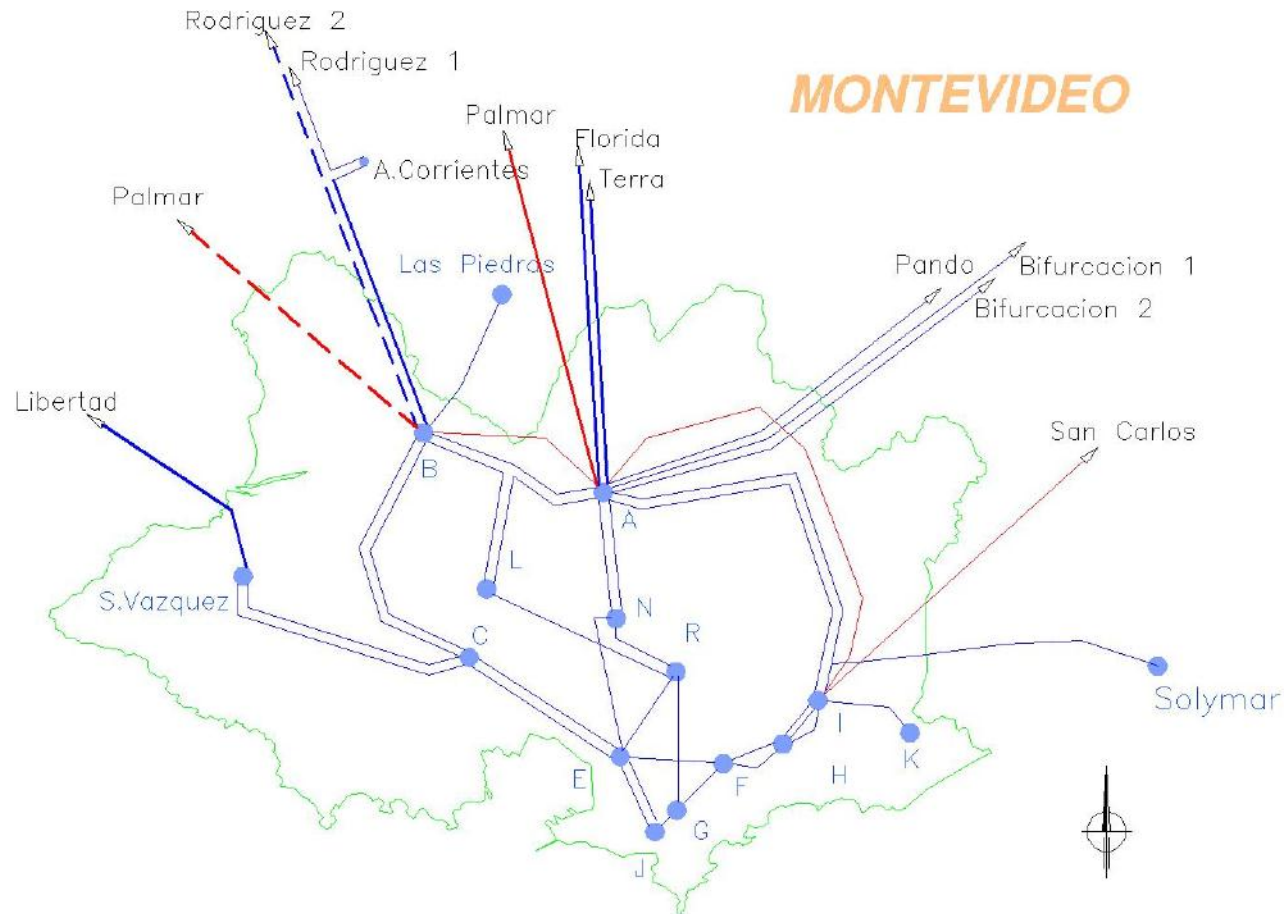 Rodriguez 2
Rodriguez 1
MONTEVIDEO
Palmar
Florida
Terra
A.Corrientes
Palmar
Las Piedras
Pando
Bifurcacion 1
Bifurcacion 2
Libertad
San Carlos
B
A
L
S.Vazquez
N
C
R
Solymar
I
K
E
F
H
G
J